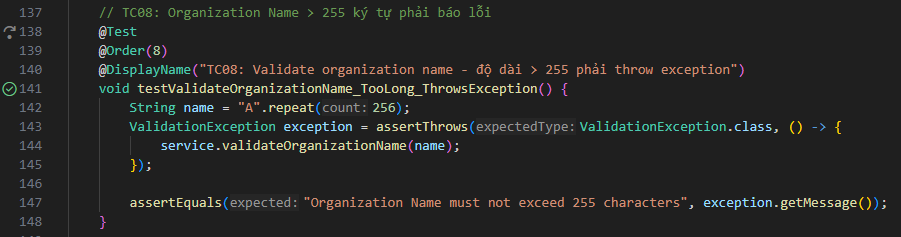 137 // TC08: Organization Name > 255 ký tự phải báo lỗi
138 @Test
139 @Order(8)
140 @DisplayName("TC08: Validate organization name - độ dài > 255 phải throw exception")
141 void testValidateOrganizationName_TooLong_ThrowsException() {
142 String name = "A".repeat(count: 256);
143 ValidationException exception = assertThrows(expectedType: ValidationException.class, () -> {
144 service.validateOrganizationName(name);
145 });
146
147 assertEquals(expected: "Organization Name must not exceed 255 characters", exception.getMessage());
148 }